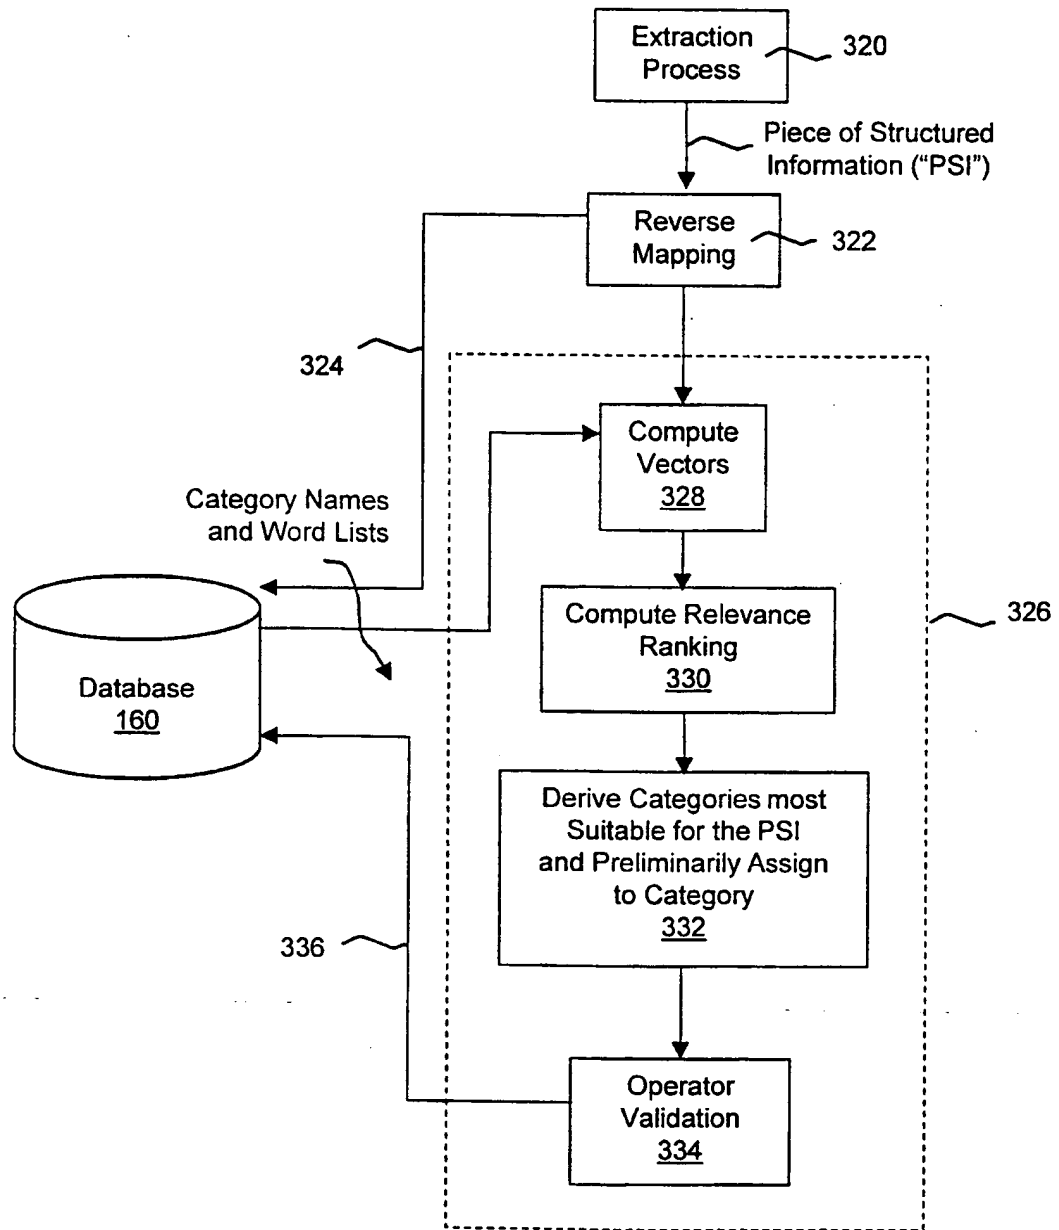 Extraction
Process
320
Piece of Structured
Information (“PSI”)
Reverse
Mapping
322
324
Compute
Vectors
328
Category Names
and Word Lists
Compute Relevance
Ranking
330
326
Database
160
Derive Categories most
Suitable for the PSI
and Preliminarily Assign
to Category
332
336
Operator
Validation
334